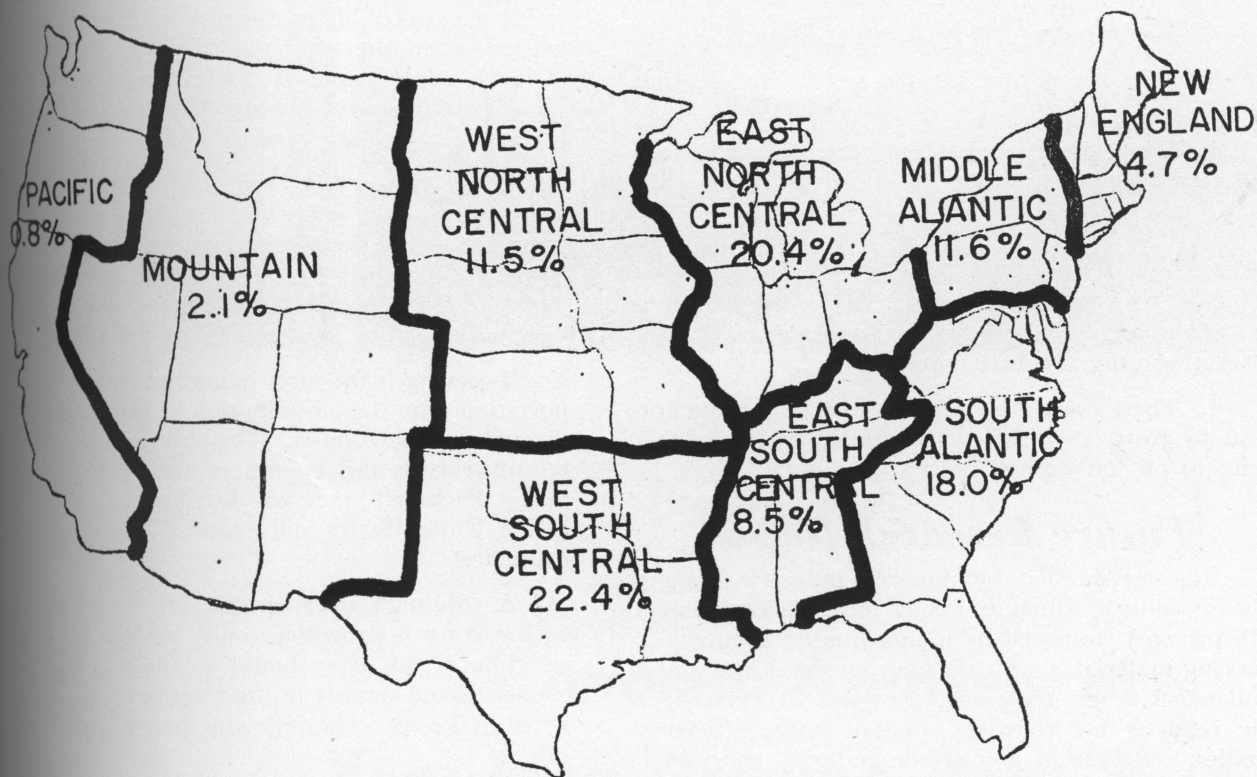 PACIFIC
0.8%
MOUNTAIN
2.1%
WEST
NORTH
CENTRAL
11.5%
EAST
NORTH
CENTRAL
20.4%
MIDDLE
ALANTIC
11.6%
NEW
ENGLAND
4.7%
WEST
SOUTH
CENTRAL
22.4%
EAST
SOUTH
CENTRAL
8.5%
SOUTH
ALANTIC
18.0%